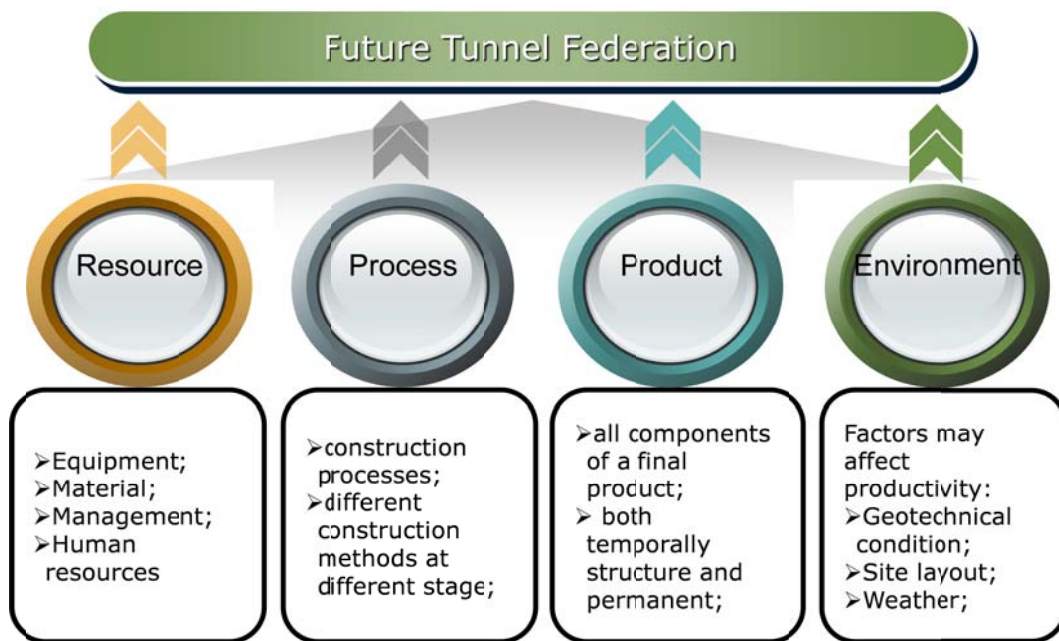 Future Tunnel Federation
Resource
Process
Product
Environment
➢Equipment;
➢Material;
➢Management;
➢Human
resources
➢construction
processes;
➢different
construction
methods at
different stage;
➢all components
of a final
product;
➢ both
temporally
structure and
permanent;
Factors may
affect
productivity:
➢Geotechnical
condition;
➢Site layout;
➢Weather;